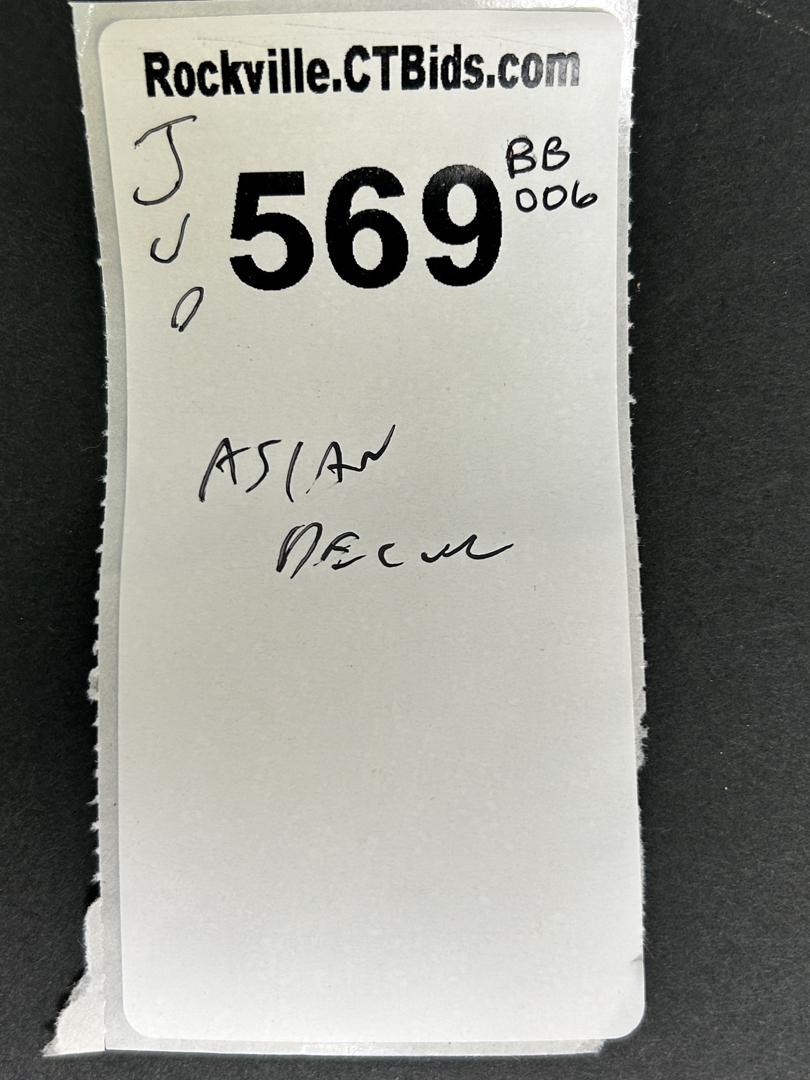 Rockville.CTBids.com
J
569
BB
006
ASIAN
DECOR